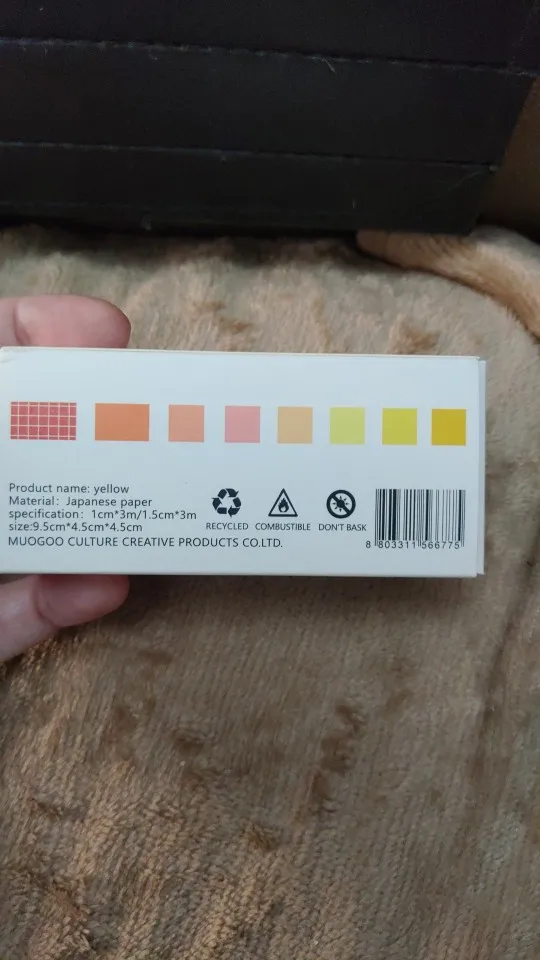 Product name: yellow
Material: Japanese paper
specification: 1cm*3m/1.5cm*3m
size:9.5cm*4.5cm*4.5cm
MUOGOO CULTURE CREATIVE PRODUCTS CO.LTD.
RECYCLED COMBUSTIBLE DON'T BASK
8 803311 566775